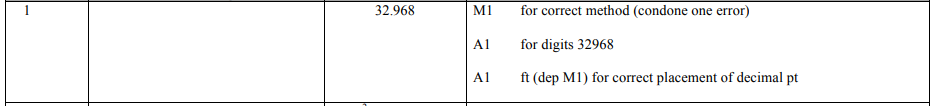 1 32.968 M1 for correct method (condone one error)
A1 for digits 32968
A1 ft (dep M1) for correct placement of decimal pt